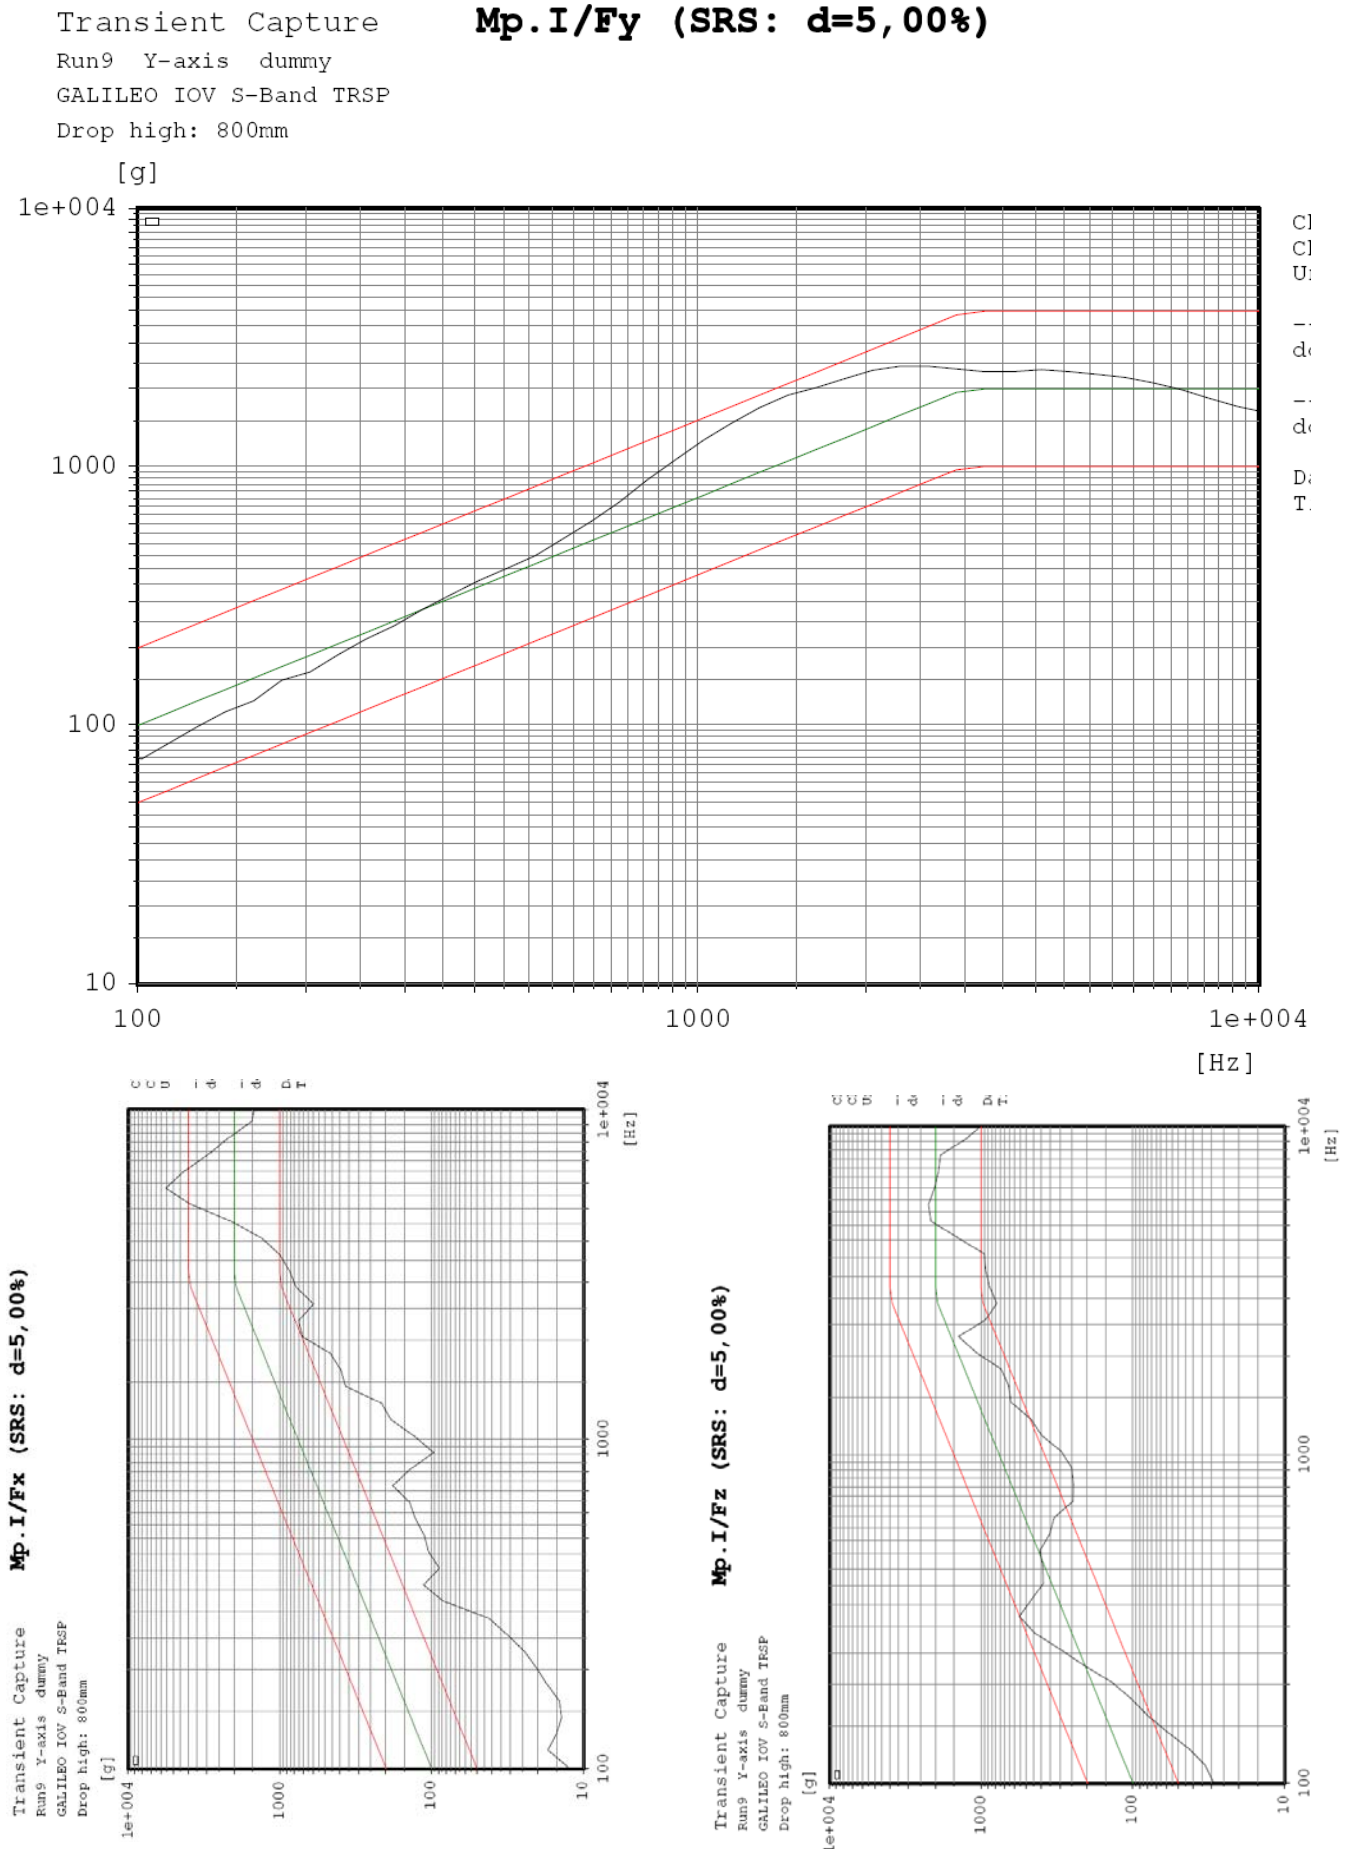 Transient Capture
Mp.I/Fy (SRS: d=5,00%)
Run9 Y-axis dummy
GALILEO IOV S-Band TRSP
Drop high: 800mm
[g]
1e+004
1000
100
10
100
1000
1e+004
[Hz]
Mp.I/Fx (SRS: d=5,00%)
Transient Capture
Run9 Y-axis dummy
GALILEO IOV S-Band TRSP
Drop high: 800mm
[g]
1e+004
1000
100
10
100
1000
1e+004
[Hz]
Mp.I/Fz (SRS: d=5,00%)
Transient Capture
Run9 Y-axis dummy
GALILEO IOV S-Band TRSP
Drop high: 800mm
[g]
1e+004
1000
100
10
100
1000
1e+004
[Hz]